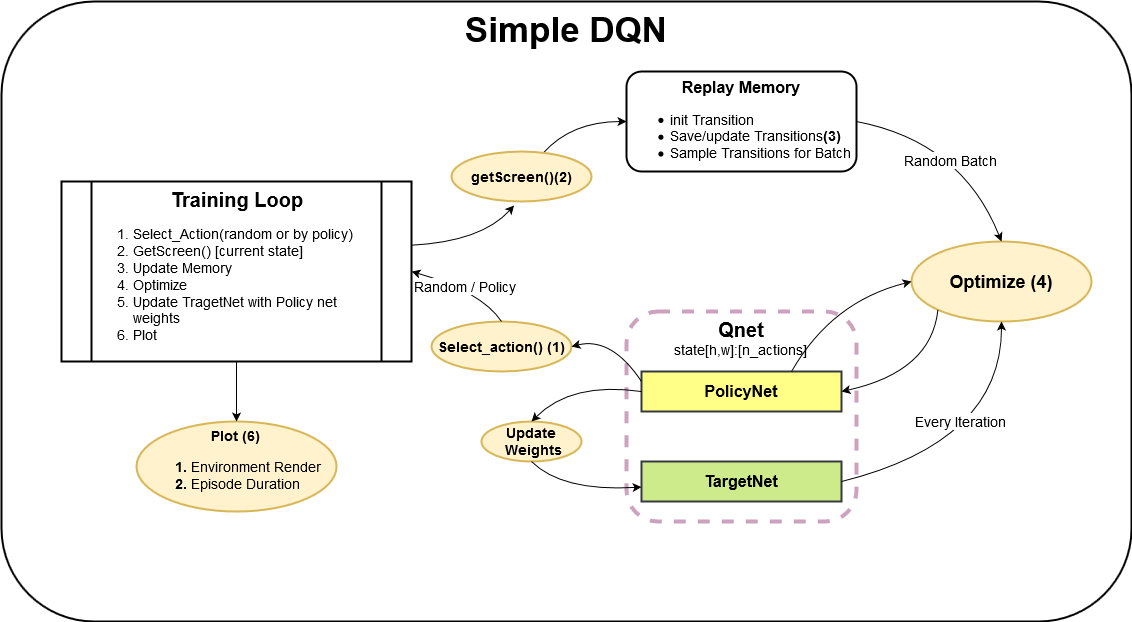 Simple DQN
Replay Memory
• init Transition
• Save/update Transitions(3)
• Sample Transitions for Batch
Random Batch
getScreen()(2)
Training Loop
1. Select_Action(random or by policy)
2. GetScreen() [current state]
3. Update Memory
4. Optimize
5. Update TragetNet with Policy net
weights
6. Plot
Random / Policy
Optimize (4)
Select_action() (1)
Qnet
state[h,w]:[n_actions]
PolicyNet
Update
Weights
Every Iteration
TargetNet
Plot (6)
1. Environment Render
2. Episode Duration